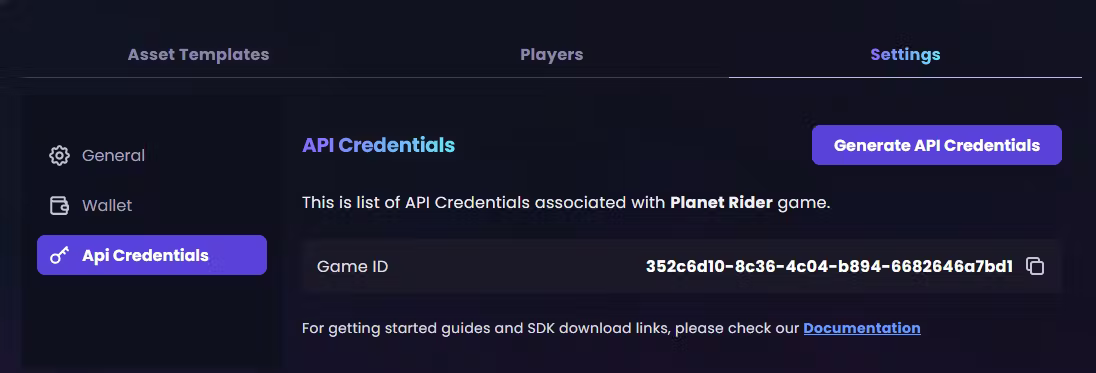 Asset Templates Players Settings
General
Wallet
Api Credentials
API Credentials
Generate API Credentials
This is list of API Credentials associated with Planet Rider game.
Game ID 352c6d10-8c36-4c04-b894-6682646a7bd1
For getting started guides and SDK download links, please check our Documentation